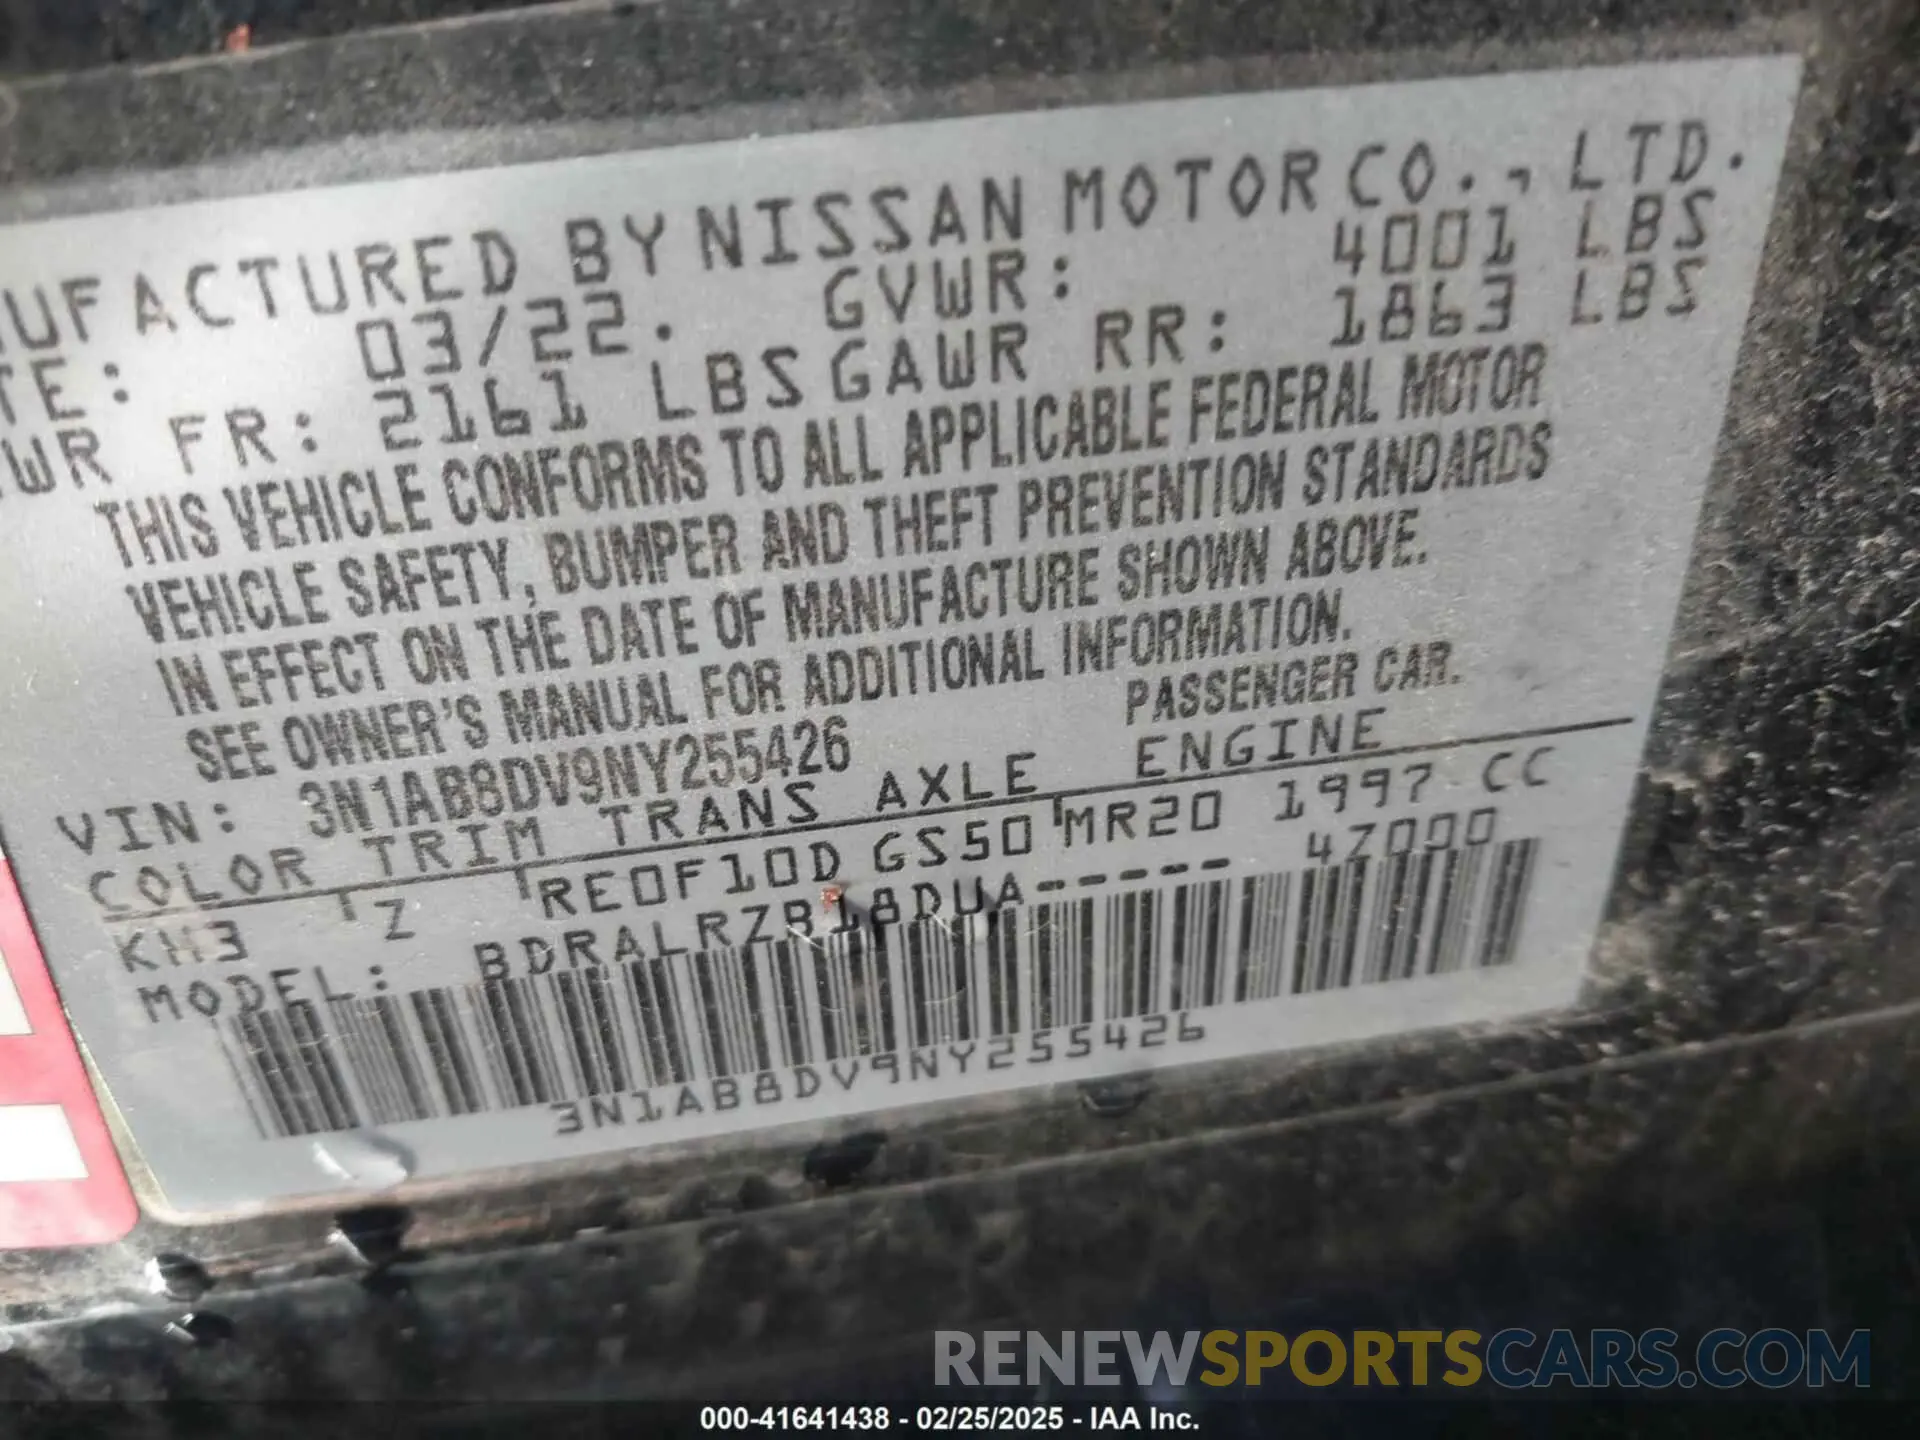 UFACTURED BY NISSAN MOTOR CO., LTD.
TE: 03/22. GVWR: 4001 LBS
WR FR: 2161 LBS GAWR RR: 1863 LBS
THIS VEHICLE CONFORMS TO ALL APPLICABLE FEDERAL MOTOR
VEHICLE SAFETY, BUMPER AND THEFT PREVENTION STANDARDS
IN EFFECT ON THE DATE OF MANUFACTURE SHOWN ABOVE.
SEE OWNER'S MANUAL FOR ADDITIONAL INFORMATION.
VIN: 3N1AB8DV9NY255426 PASSENGER CAR.
COLOR TRIM TRANS AXLE ENGINE
KH3 Z RE0F10D GS50 MR20 1997 CC
MODEL: BDRALRZB18DUA----- 4Z000
3N1AB8DV9NY255426
RENEWSPORTSCARS.COM
000-41641438 - 02/25/2025 - IAA Inc.